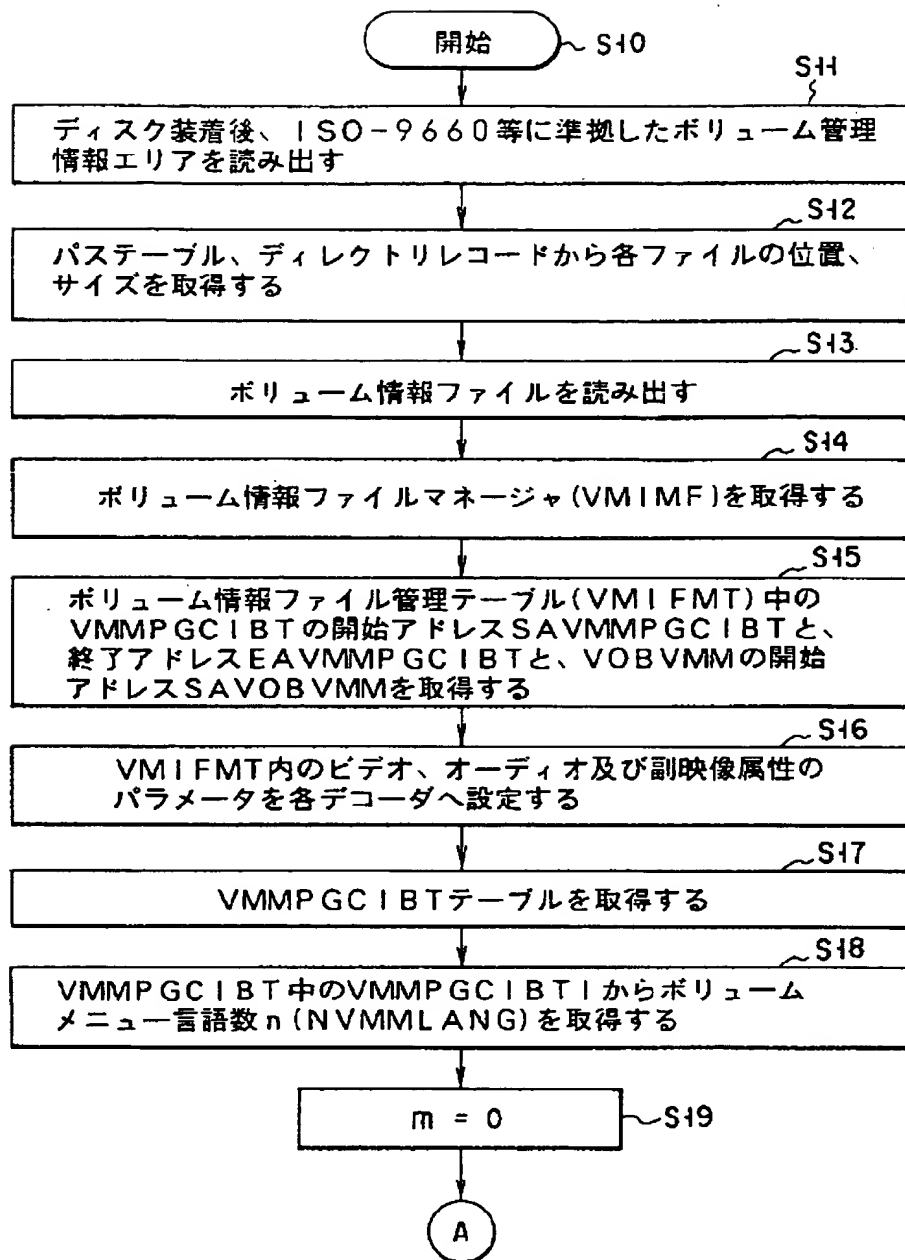 開始
S10
S11
ディスク装着後、ISO-9660等に準拠したボリューム管理
情報エリアを読み出す
S12
パステーブル、ディレクトリレコードから各ファイルの位置、
サイズを取得する
S13
ボリューム情報ファイルを読み出す
S14
ボリューム情報ファイルマネージャ(VMIMF)を取得する
S15
ボリューム情報ファイル管理テーブル(VMIFMT)中の
VMMPGCIBTの開始アドレスSAVMMPGCIBTと、
終了アドレスEAVMMPGCIBTと、VOBVMMの開始
アドレスSAVOBVMMを取得する
S16
VMIFMT内のビデオ、オーディオ及び副映像属性の
パラメータを各デコーダへ設定する
S17
VMMPGCIBTテーブルを取得する
S18
VMMPGCIBT中のVMMPGCIBTIからボリューム
メニュー言語数n(NVMMLANG)を取得する
m = 0
S19
A